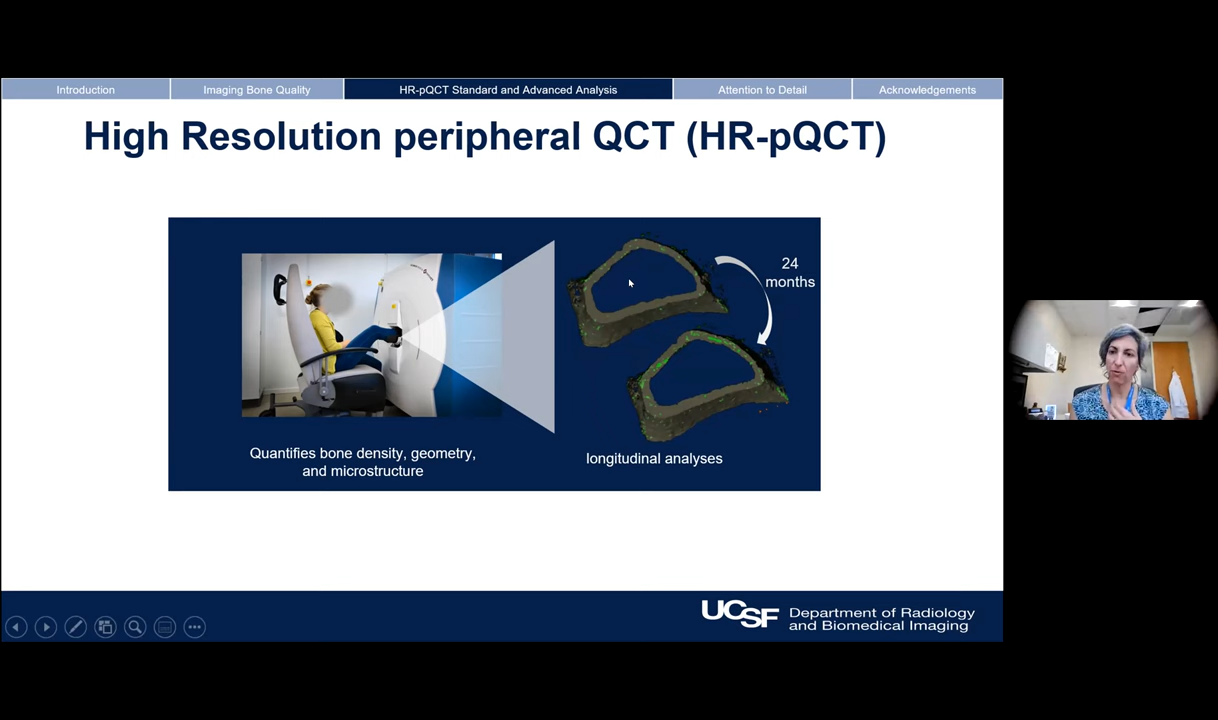 Introduction
Imaging Bone Quality
HR-pQCT Standard and Advanced Analysis
Attention to Detail
Acknowledgements
High Resolution peripheral QCT (HR-pQCT)
24
months
Quantifies bone density, geometry,
and microstructure
longitudinal analyses
UCSF
Department of Radiology
and Biomedical Imaging